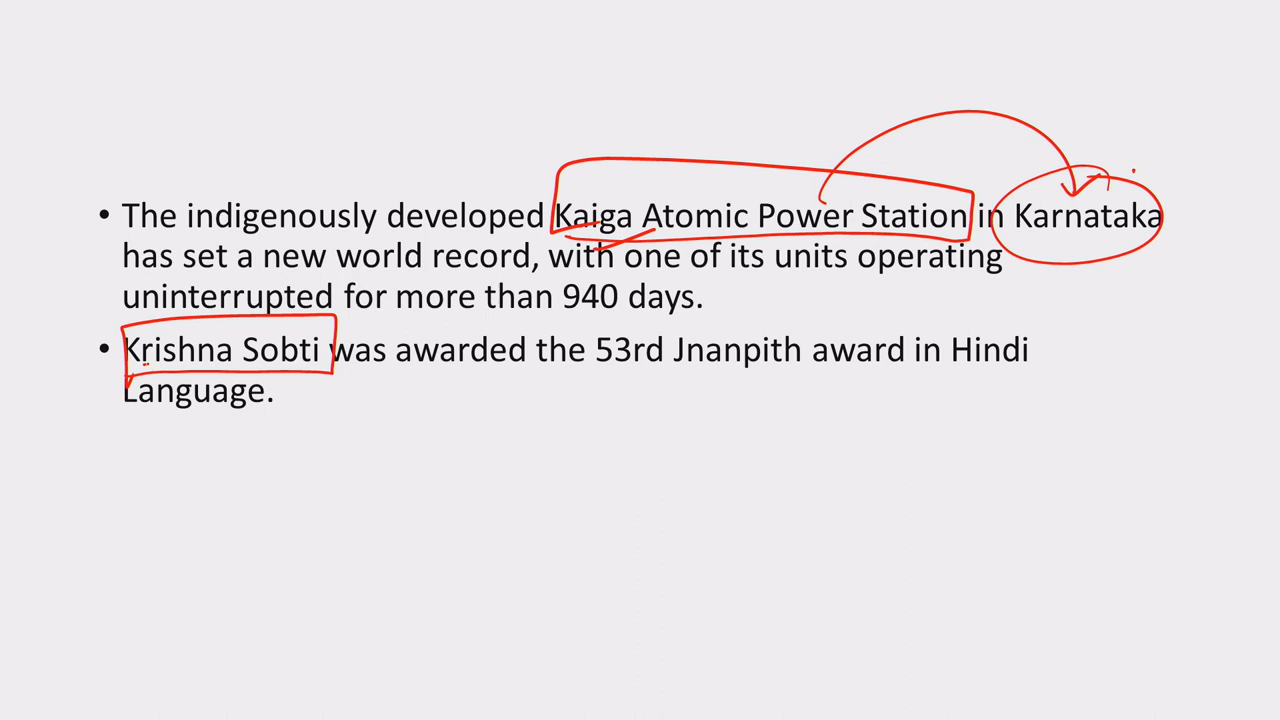 • The indigenously developed Kaiga Atomic Power Station in Karnataka
has set a new world record, with one of its units operating
uninterrupted for more than 940 days.
• Krishna Sobti was awarded the 53rd Jnanpith award in Hindi
Language.